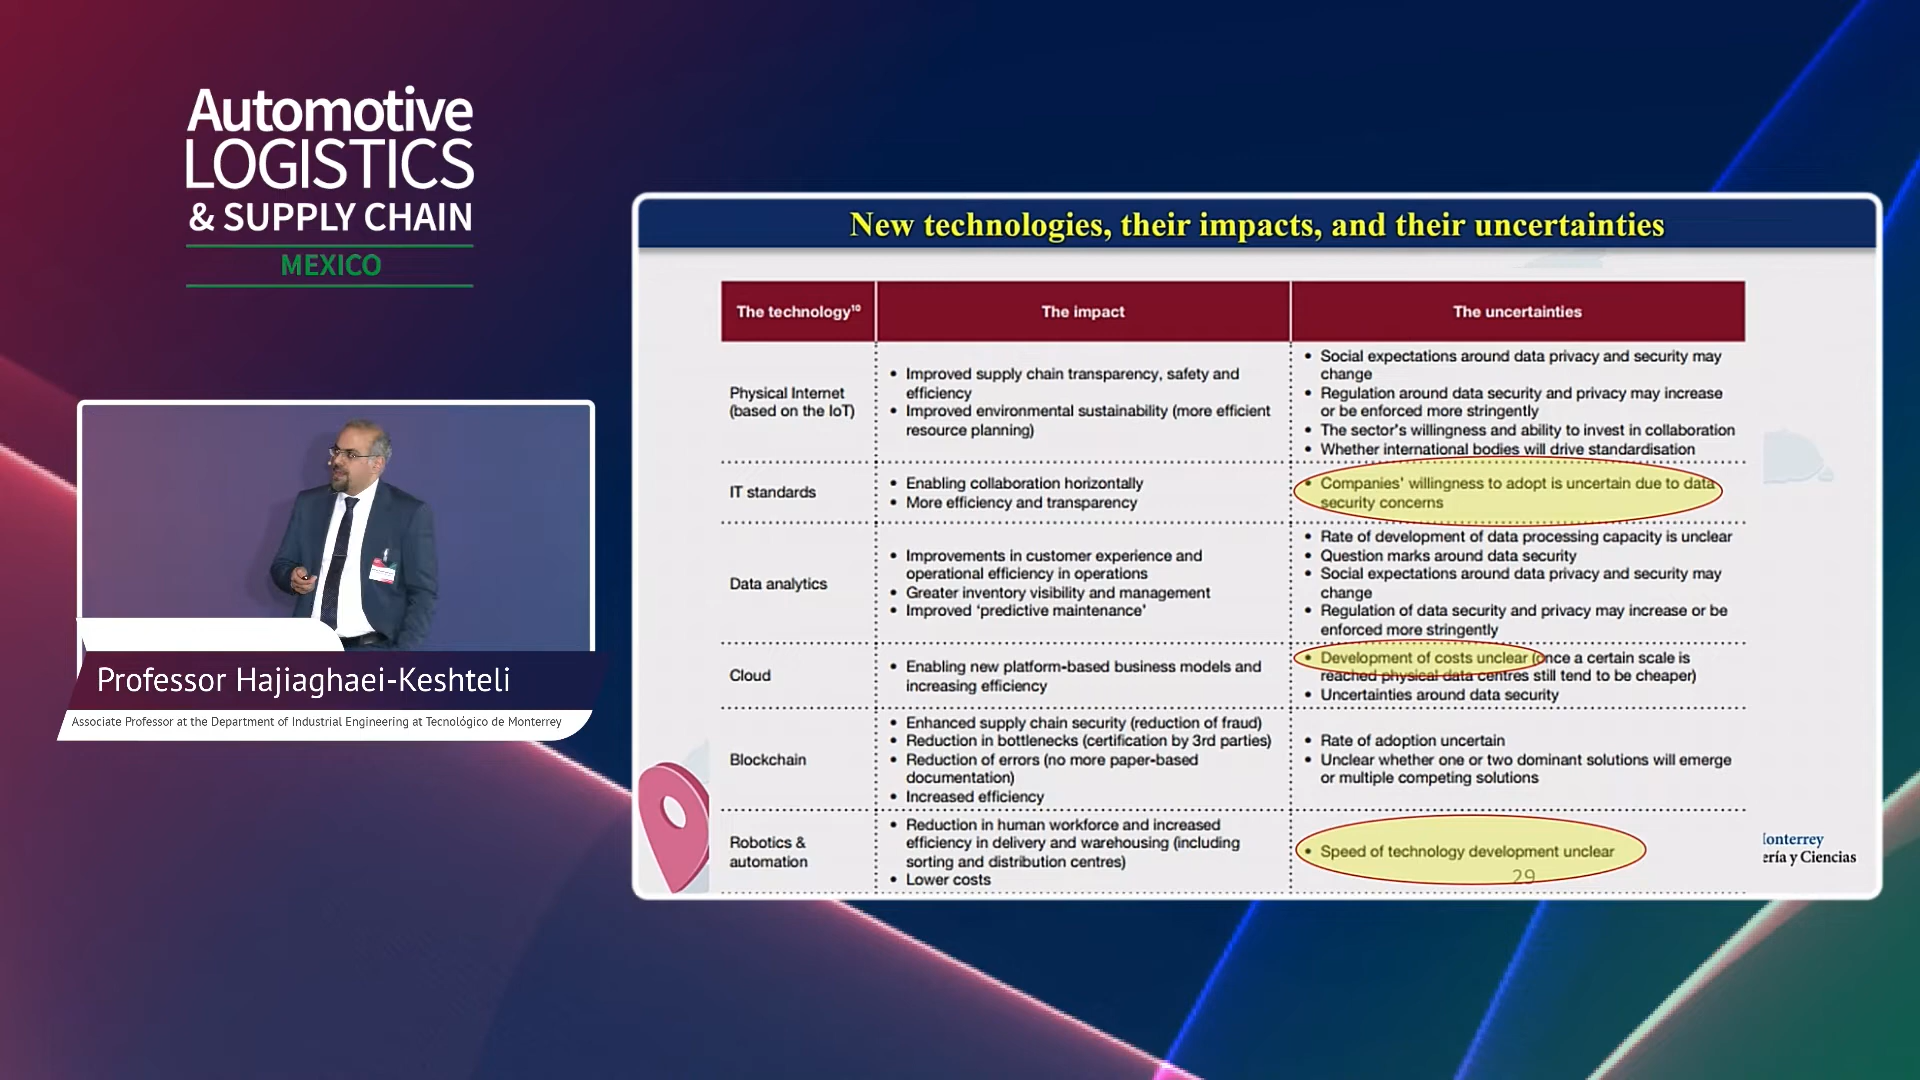 Automotive
LOGISTICS
& SUPPLY CHAIN
MEXICO
Professor Hajiaghaei-Keshteli
Associate Professor at the Department of Industrial Engineering at Tecnológico de Monterrey
New technologies, their impacts, and their uncertainties
The technology¹⁰
The impact
The uncertainties
Physical Internet
(based on the IoT)
• Improved supply chain transparency, safety and
efficiency
• Improved environmental sustainability (more efficient
resource planning)
• Social expectations around data privacy and security may
change
• Regulation around data security and privacy may increase
or be enforced more stringently
• The sector's willingness and ability to invest in collaboration
• Whether international bodies will drive standardisation
IT standards
• Enabling collaboration horizontally
• More efficiency and transparency
• Companies' willingness to adopt is uncertain due to data
security concerns
Data analytics
• Improvements in customer experience and
operational efficiency in operations
• Greater inventory visibility and management
• Improved 'predictive maintenance'
• Rate of development of data processing capacity is unclear
• Question marks around data security
• Social expectations around data privacy and security may
change
• Regulation of data security and privacy may increase or be
enforced more stringently
Cloud
• Enabling new platform-based business models and
increasing efficiency
• Development of costs unclear (once a certain scale is
reached physical data centres still tend to be cheaper)
• Uncertainties around data security
Blockchain
• Enhanced supply chain security (reduction of fraud)
• Reduction in bottlenecks (certification by 3rd parties)
• Reduction of errors (no more paper-based
documentation)
• Increased efficiency
• Rate of adoption uncertain
• Unclear whether one or two dominant solutions will emerge
or multiple competing solutions
Robotics &
automation
• Reduction in human workforce and increased
efficiency in delivery and warehousing (including
sorting and distribution centres)
• Lower costs
• Speed of technology development unclear
29
onterrey
ería y Ciencias